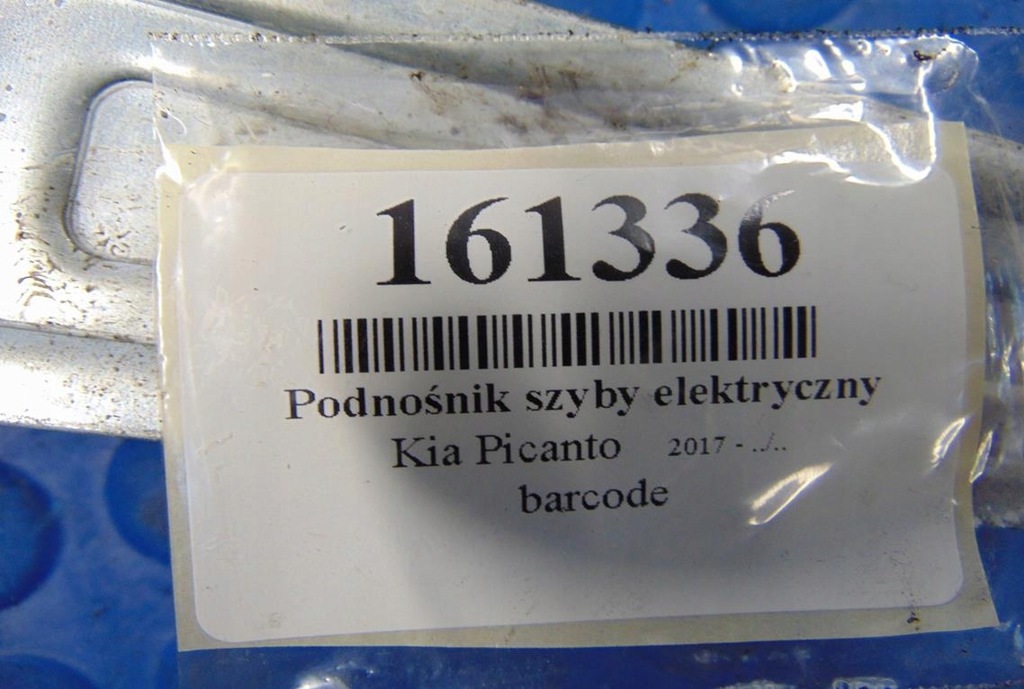 161336
Podnośnik szyby elektryczny
Kia Picanto 2017 - ../..
barcode